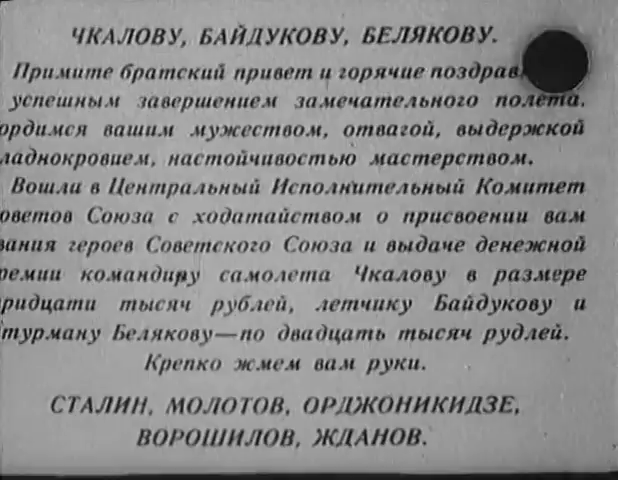 ЧКАЛОВУ, БАЙДУКОВУ, БЕЛЯКОВУ.
Примите братский привет и горячие поздрав
успешным завершением замечательного полета.
ордимся вашим мужеством, отвагой, выдержкой
ладнокровием, настойчивостью мастерством.
Вошли в Центральный Исполнительный Комитет
оветов Союза с ходатайством о присвоении вам
вания героев Советского Союза и выдаче денежной
ремии командиру самолета Чкалову в размере
ридцати тысяч рублей, летчику Байдукову и
турману Белякову—по двадцать тысяч рудлей.
Крепко жмем вам руки.
СТАЛИН, МОЛОТОВ, ОРДЖОНИКИДЗЕ,
ВОРОШИЛОВ, ЖДАНОВ.